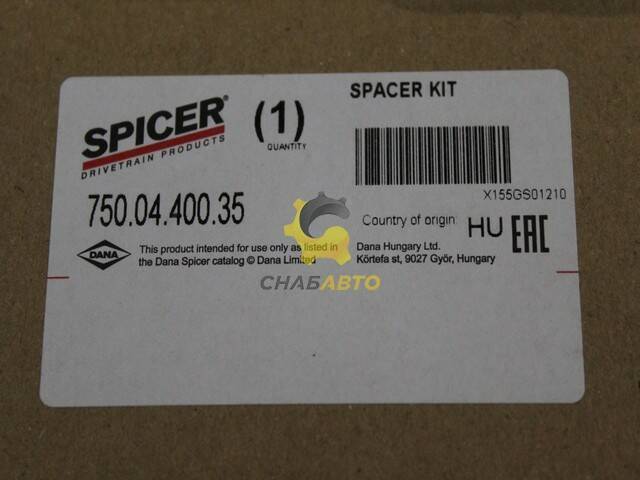 SPICER®
DRIVETRAIN PRODUCTS
(1)
QUANTITY
SPACER KIT
X155GS01210
750.04.400.35
Country of origin: HU EAC
DANA
This product intended for use only as listed in
the Dana Spicer catalog © Dana Limited
Dana Hungary Ltd.
Körtefa st, 9027 Györ, Hungary
СНАБАВТО